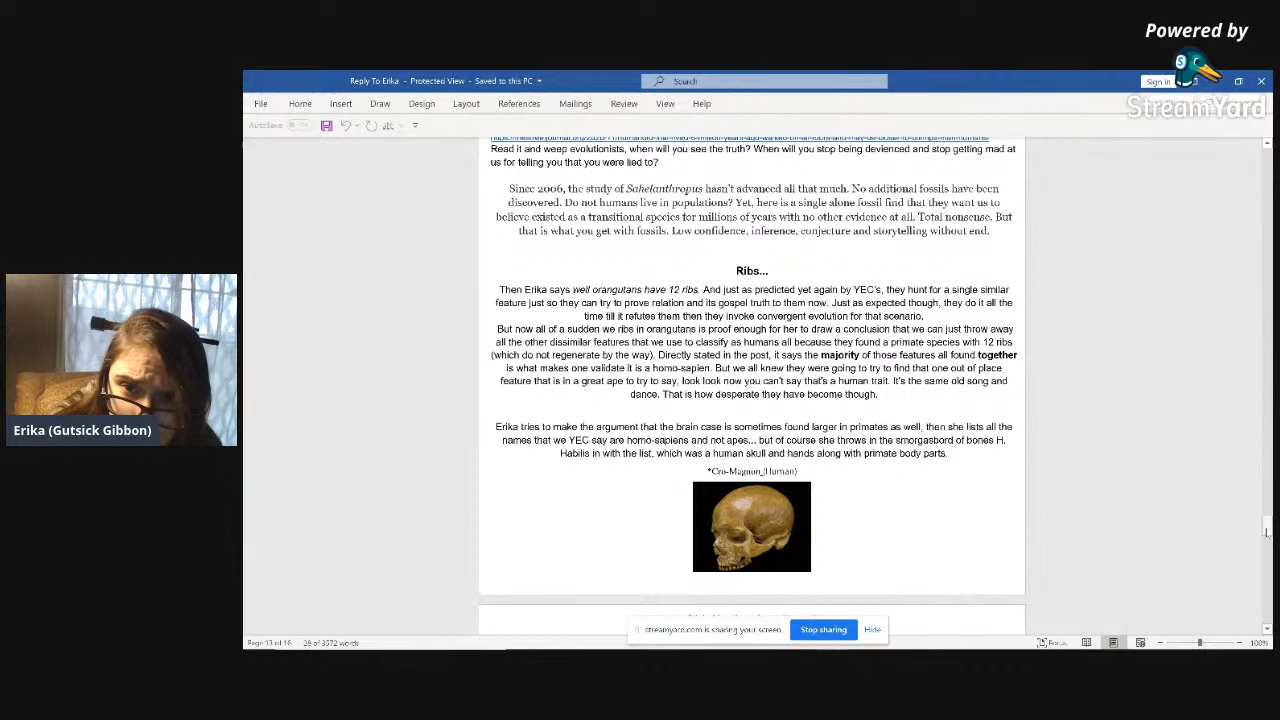 Powered by
StreamYard
Reply To Erika - Protected View - Saved to this PC
Search
Sign in
File Home Insert Draw Design Layout References Mailings Review View Help
AutoSave
Read it and weep evolutionists, when will you see the truth? When will you stop being devienced and stop getting mad at
us for telling you that you were lied to?
Since 2006, the study of Sahelanthropus hasn't advanced all that much. No additional fossils have been
discovered. Do not humans live in populations? Yet, here is a single alone fossil find that they want us to
believe existed as a transitional species for millions of years with no other evidence at all. Total nonsense. But
that is what you get with fossils. Low confidence, inference, conjecture and storytelling without end.
Ribs...
Then Erika says well orangutans have 12 ribs. And just as predicted yet again by YEC's, they hunt for a single similar
feature just so they can try to prove relation and its gospel truth to them now. Just as expected though, they do it all the
time till it refutes them then they invoke convergent evolution for that scenario.
But now all of a sudden we ribs in orangutans is proof enough for her to draw a conclusion that we can just throw away
all the other dissimilar features that we use to classify as humans all because they found a primate species with 12 ribs
(which do not regenerate by the way). Directly stated in the post, it says the majority of those features all found together
is what makes one validate it is a homo-sapien. But we all knew they were going to try to find that one out of place
feature that is in a great ape to try to say, look look now you can't say that's a human trait. It's the same old song and
dance. That is how desperate they have become though.
Erika tries to make the argument that the brain case is sometimes found larger in primates as well, then she lists all the
names that we YEC say are homo-sapiens and not apes... but of course she throws in the smorgasbord of bones H.
Habilis in with the list, which was a human skull and hands along with primate body parts.
*Cro-Magnon (Human)
Erika (Gutsick Gibbon)
streamyard.com is sharing your screen.
Stop sharing
Hide
Page 13 of 16
28 of 3572 words
Focus
100%